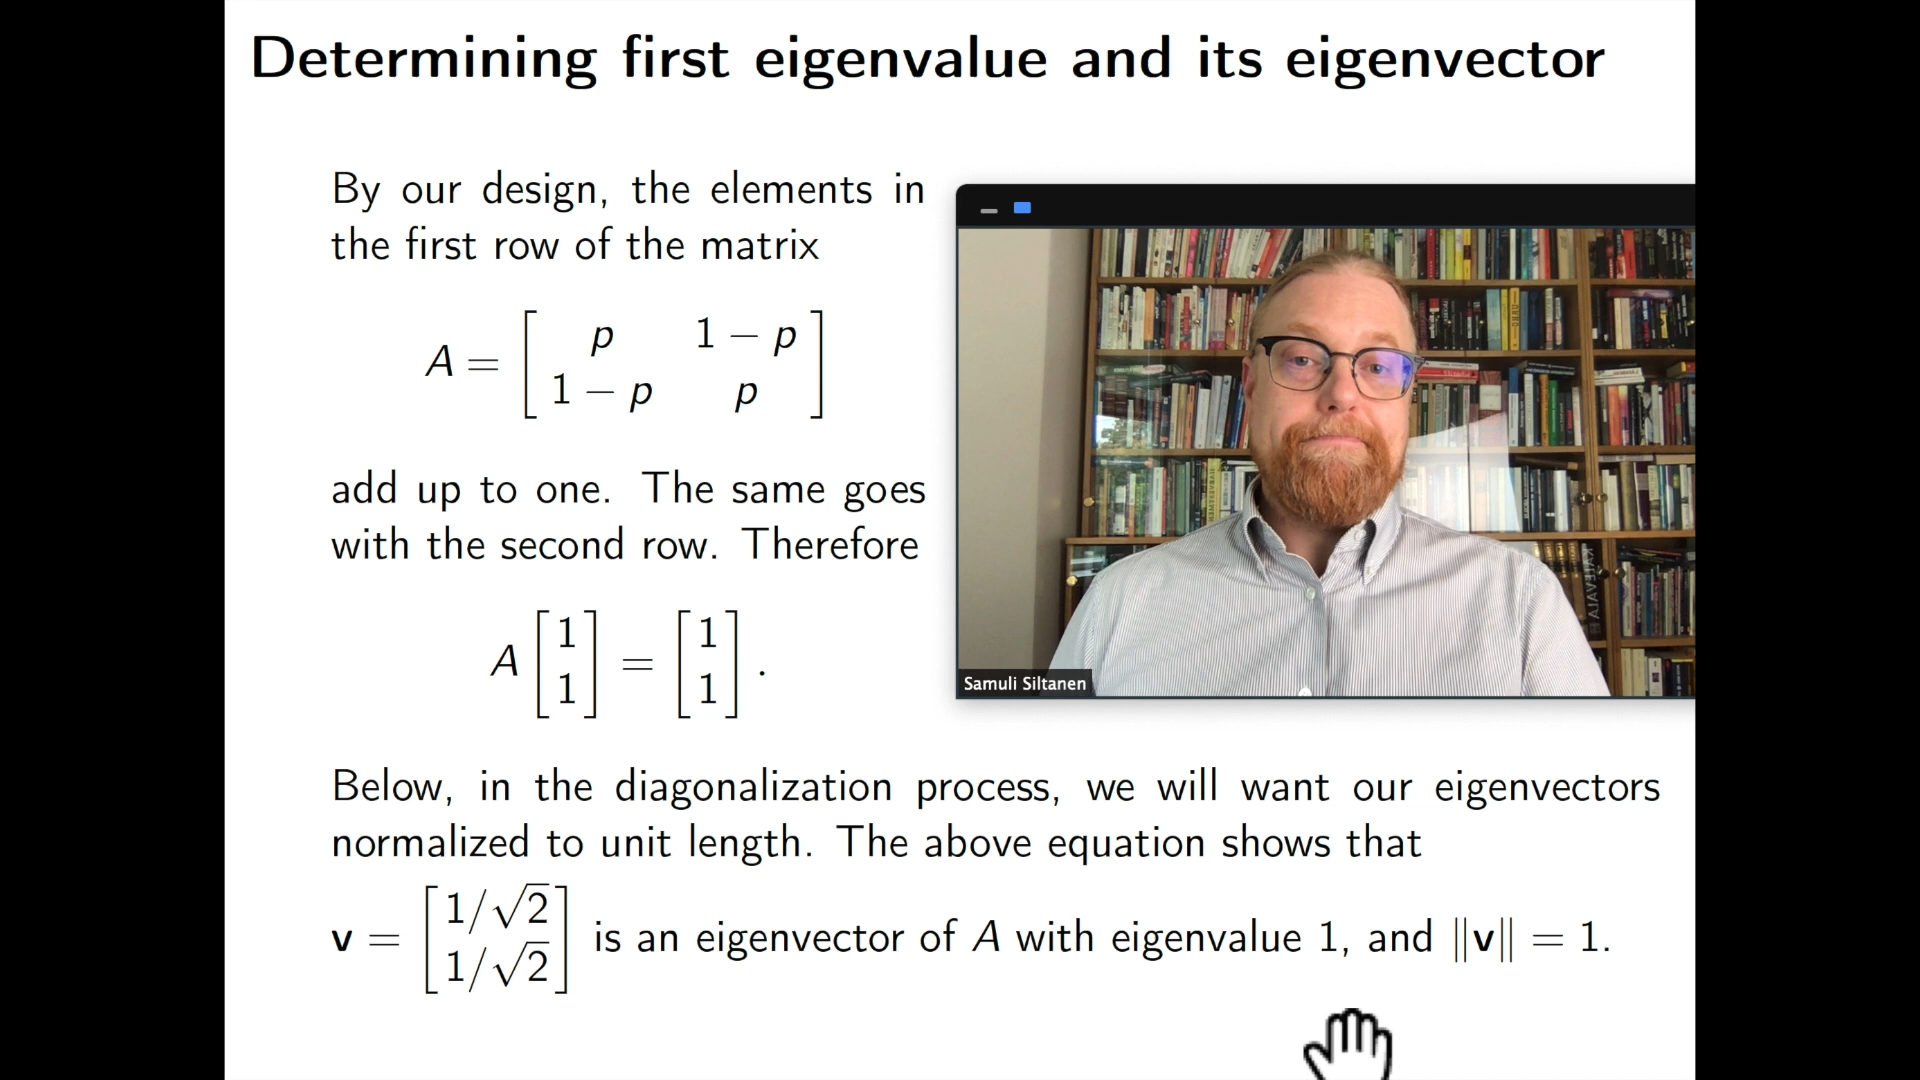 Determining first eigenvalue and its eigenvector
By our design, the elements in
the first row of the matrix
A = [ p 1 − p
1 − p p ]
add up to one. The same goes
with the second row. Therefore
A [ 1 1 ] = [ 1 1 ] .
Samuli Siltanen
KALEVALA
Below, in the diagonalization process, we will want our eigenvectors
normalized to unit length. The above equation shows that
v = [ 1/√2 1/√2 ] is an eigenvector of A with eigenvalue 1, and ‖v‖ = 1.